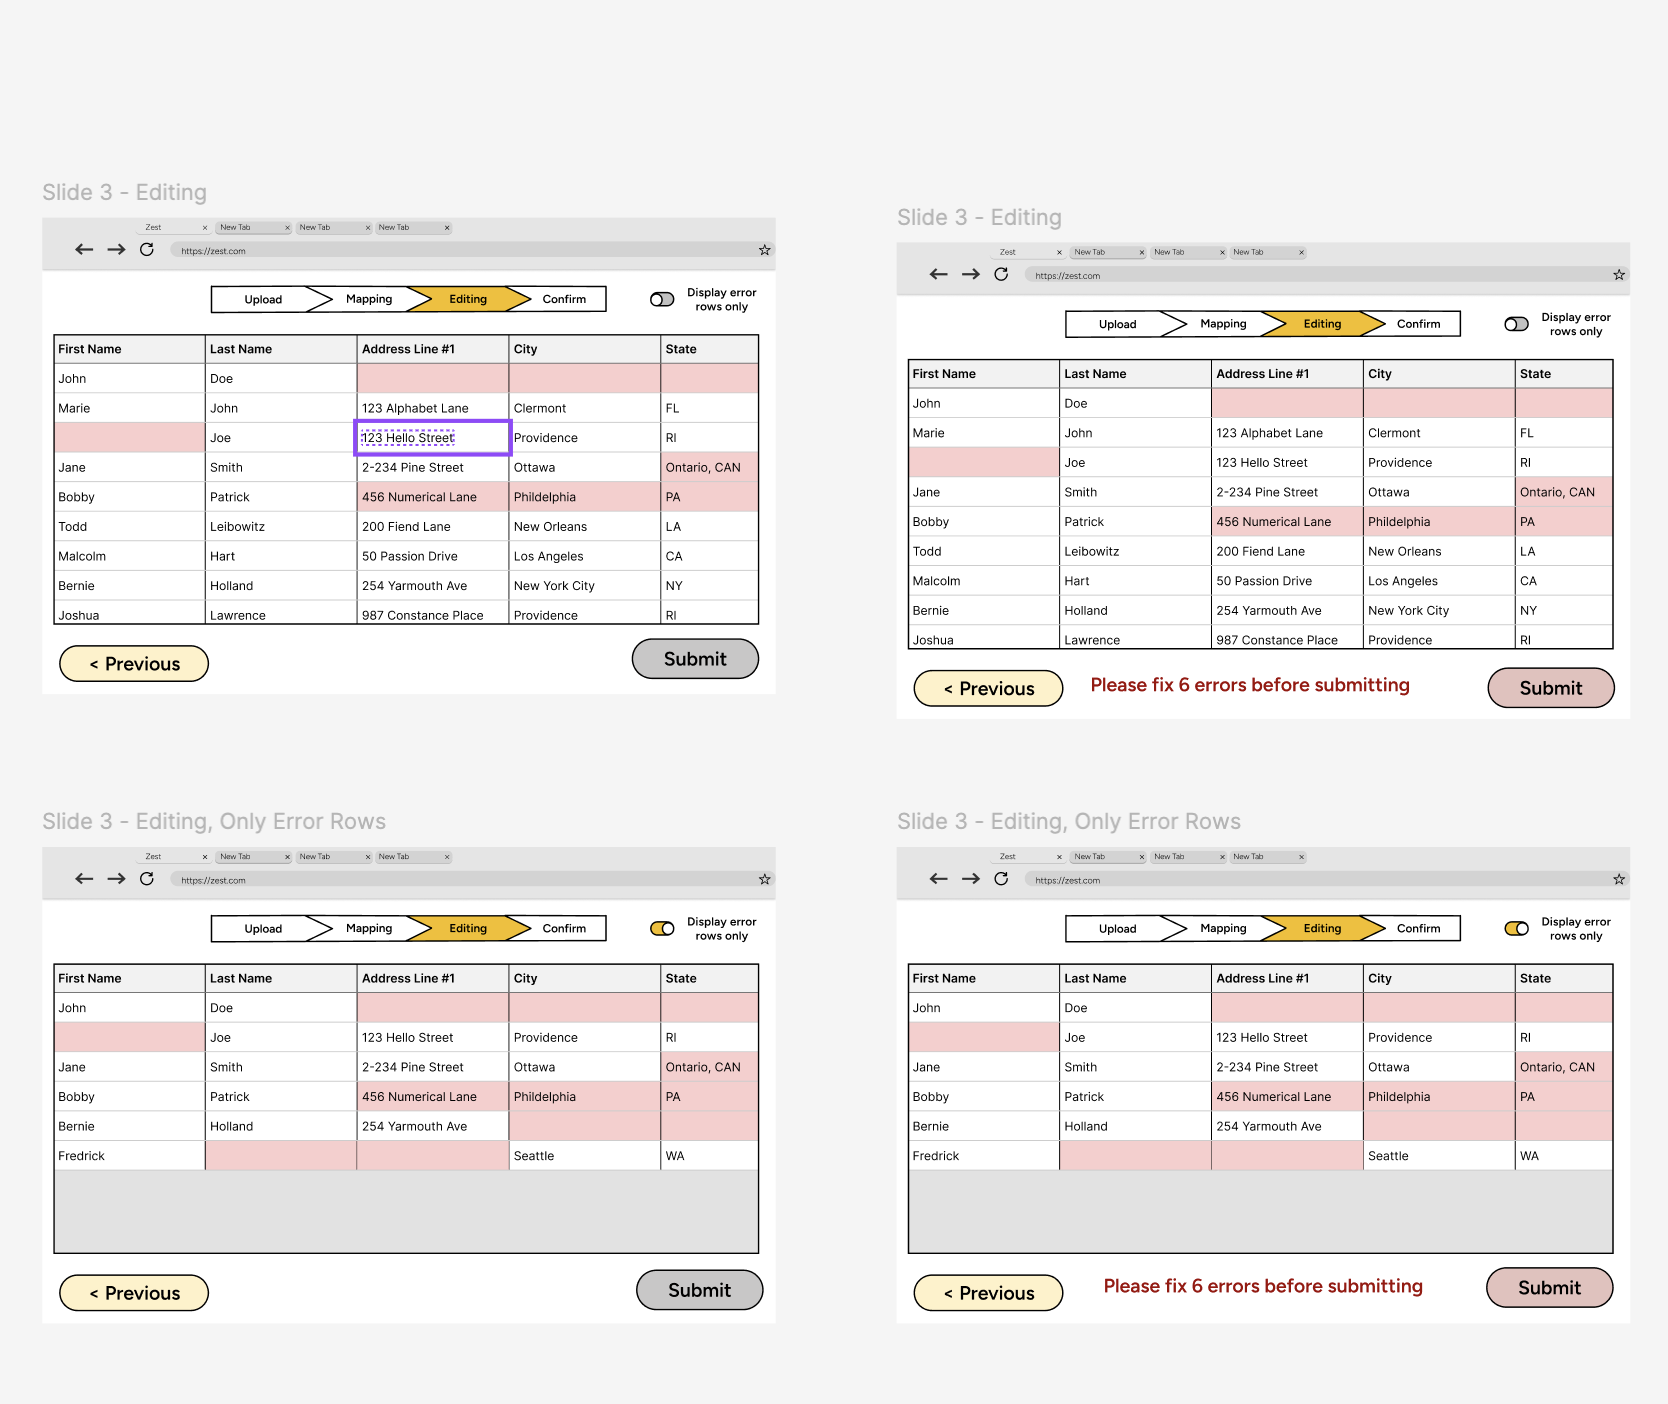 Slide 3 - Editing
Zest × New Tab × New Tab × New Tab ×
https://zest.com
Upload Mapping Editing Confirm Display error
rows only
First Name Last Name Address Line #1 City State
John Doe
Marie John 123 Alphabet Lane Clermont FL
Joe 123 Hello Street Providence RI
Jane Smith 2-234 Pine Street Ottawa Ontario, CAN
Bobby Patrick 456 Numerical Lane Phildelphia PA
Todd Leibowitz 200 Fiend Lane New Orleans LA
Malcolm Hart 50 Passion Drive Los Angeles CA
Bernie Holland 254 Yarmouth Ave New York City NY
Joshua Lawrence 987 Constance Place Providence RI
< Previous Submit
Slide 3 - Editing
Zest × New Tab × New Tab × New Tab ×
https://zest.com
Upload Mapping Editing Confirm Display error
rows only
First Name Last Name Address Line #1 City State
John Doe
Marie John 123 Alphabet Lane Clermont FL
Joe 123 Hello Street Providence RI
Jane Smith 2-234 Pine Street Ottawa Ontario, CAN
Bobby Patrick 456 Numerical Lane Phildelphia PA
Todd Leibowitz 200 Fiend Lane New Orleans LA
Malcolm Hart 50 Passion Drive Los Angeles CA
Bernie Holland 254 Yarmouth Ave New York City NY
Joshua Lawrence 987 Constance Place Providence RI
< Previous Please fix 6 errors before submitting Submit
Slide 3 - Editing, Only Error Rows
Zest × New Tab × New Tab × New Tab ×
https://zest.com
Upload Mapping Editing Confirm Display error
rows only
First Name Last Name Address Line #1 City State
John Doe
Joe 123 Hello Street Providence RI
Jane Smith 2-234 Pine Street Ottawa Ontario, CAN
Bobby Patrick 456 Numerical Lane Phildelphia PA
Bernie Holland 254 Yarmouth Ave
Fredrick Seattle WA
< Previous Submit
Slide 3 - Editing, Only Error Rows
Zest × New Tab × New Tab × New Tab ×
https://zest.com
Upload Mapping Editing Confirm Display error
rows only
First Name Last Name Address Line #1 City State
John Doe
Joe 123 Hello Street Providence RI
Jane Smith 2-234 Pine Street Ottawa Ontario, CAN
Bobby Patrick 456 Numerical Lane Phildelphia PA
Bernie Holland 254 Yarmouth Ave
Fredrick Seattle WA
< Previous Please fix 6 errors before submitting Submit